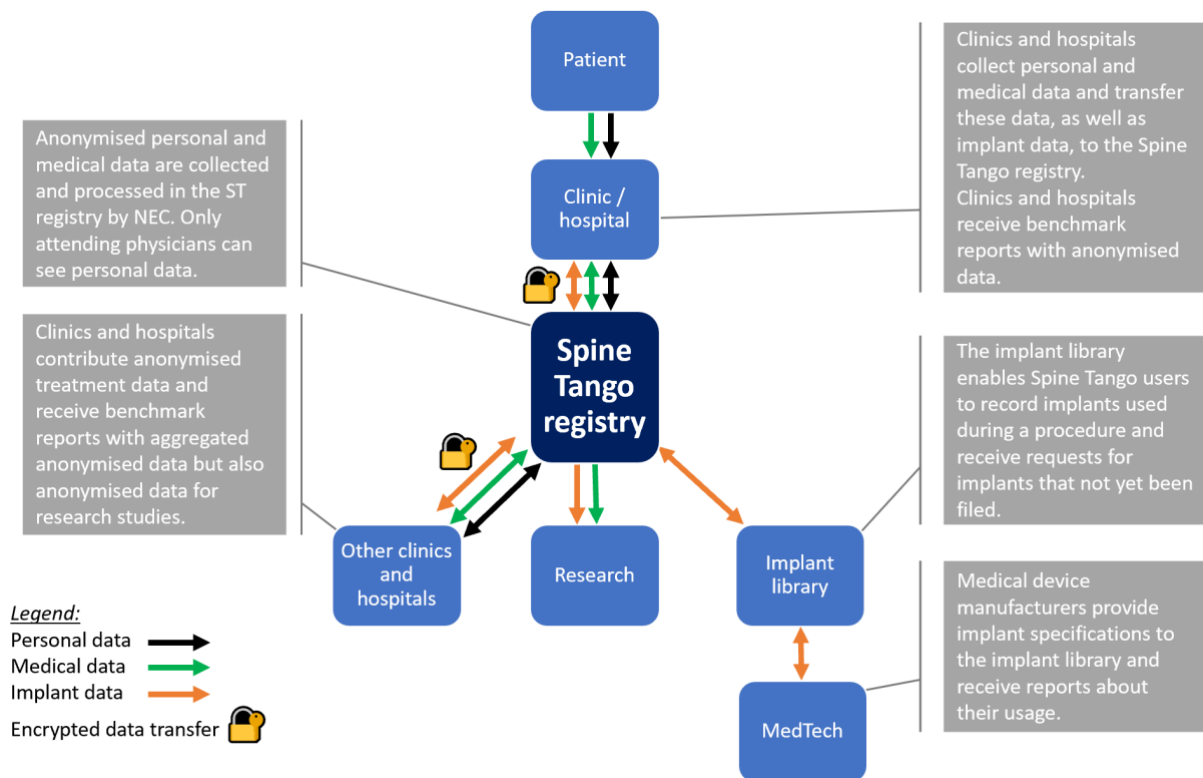 Patient
Clinics and hospitals
collect personal and
medical data and transfer
these data, as well as
implant data, to the Spine
Tango registry.
Clinics and hospitals
receive benchmark
reports with anonymised
data.
Anonymised personal and
medical data are collected
and processed in the ST
registry by NEC. Only
attending physicians can
see personal data.
Clinic /
hospital
Spine
Tango
registry
Clinics and hospitals
contribute anonymised
treatment data and
receive benchmark
reports with aggregated
anonymised data but also
anonymised data for
research studies.
The implant library
enables Spine Tango users
to record implants used
during a procedure and
receive requests for
implants that not yet been
filed.
Other clinics
and
hospitals
Research
Implant
library
Medical device
manufacturers provide
implant specifications to
the implant library and
receive reports about
their usage.
MedTech
Legend:
Personal data
Medical data
Implant data
Encrypted data transfer